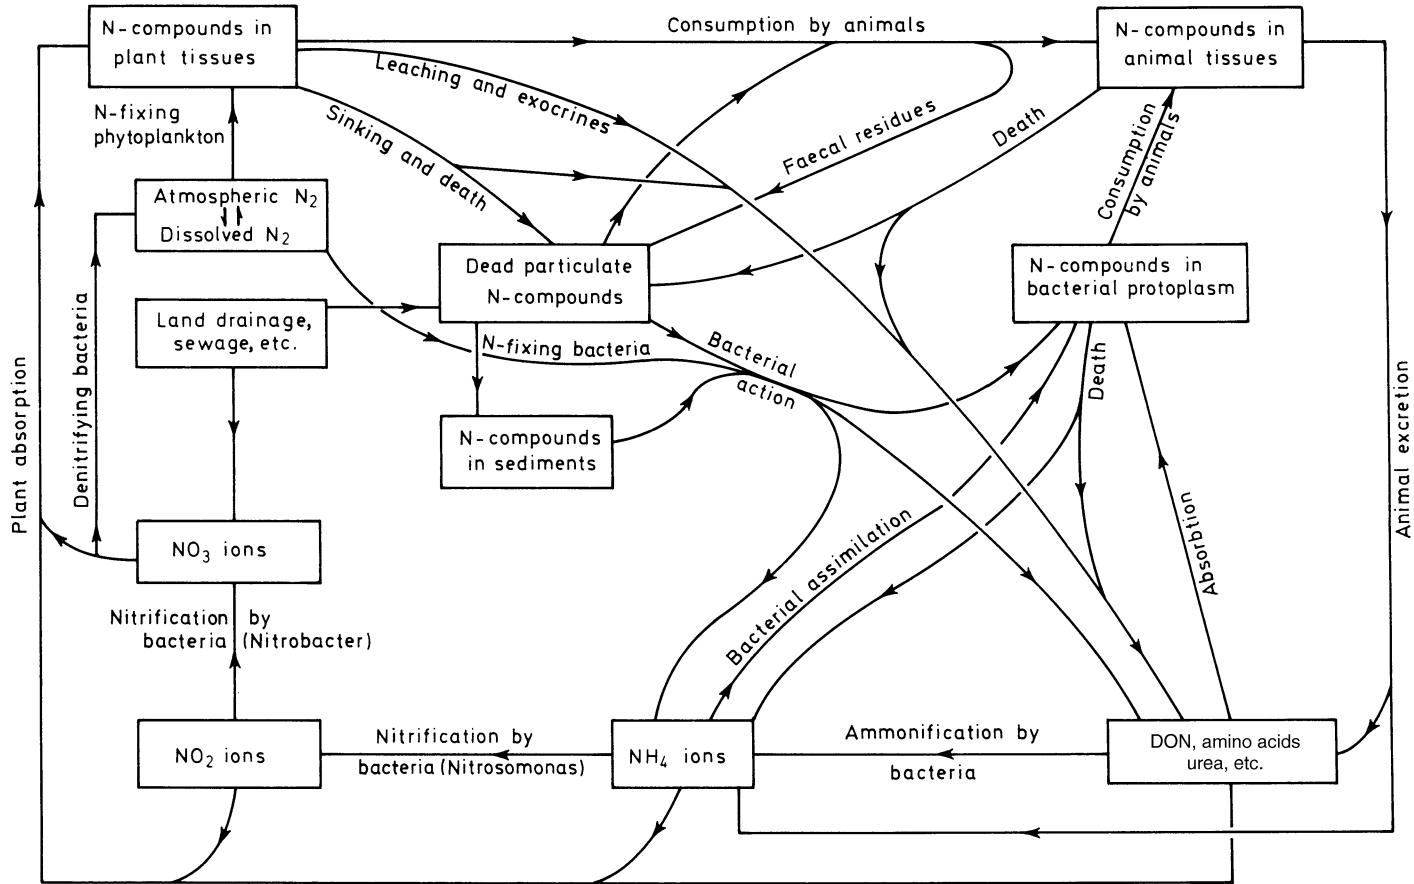 N-compounds in
plant tissues
Consumption by animals
N-compounds in
animal tissues
Leaching and exocrines
N-fixing
phytoplankton
Sinking and death
Faecal residues
Death
Consumption
by animals
Atmospheric N2
Dissolved N2
Dead particulate
N-compounds
N-compounds in
bacterial protoplasm
Land drainage,
sewage, etc.
N-fixing bacteria
Bacterial
action
Death
Plant absorption
Denitrifying bacteria
N-compounds
in sediments
Animal excretion
NO3 ions
Bacterial assimilation
Absorbtion
Nitrification by
bacteria (Nitrobacter)
NO2 ions
Nitrification by
bacteria (Nitrosomonas)
NH4 ions
Ammonification by
bacteria
DON, amino acids
urea, etc.